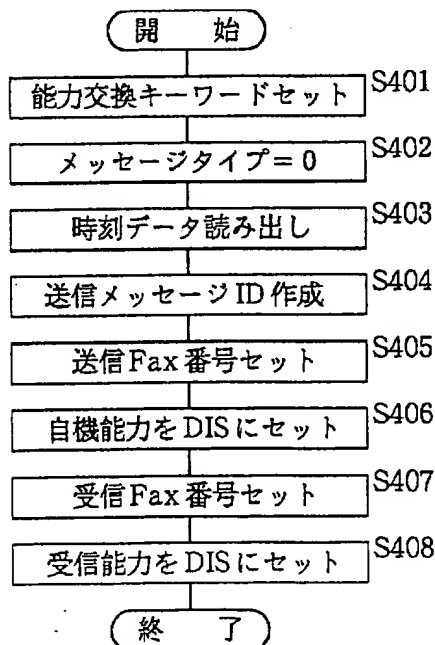 開 始
能力交換キーワードセット S401
メッセージタイプ=0 S402
時刻データ読み出し S403
送信メッセージID作成 S404
送信Fax番号セット S405
自機能力をDISにセット S406
受信Fax番号セット S407
受信能力をDISにセット S408
終 了